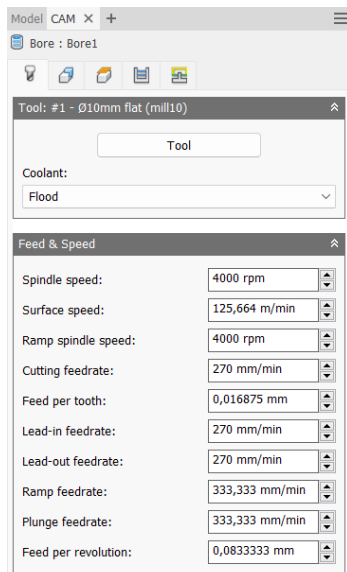 Model CAM × +
Bore : Bore1
Tool: #1 - Ø10mm flat (mill10)
Tool
Coolant:
Flood
Feed & Speed
Spindle speed: 4000 rpm
Surface speed: 125,664 m/min
Ramp spindle speed: 4000 rpm
Cutting feedrate: 270 mm/min
Feed per tooth: 0,016875 mm
Lead-in feedrate: 270 mm/min
Lead-out feedrate: 270 mm/min
Ramp feedrate: 333,333 mm/min
Plunge feedrate: 333,333 mm/min
Feed per revolution: 0,0833333 mm